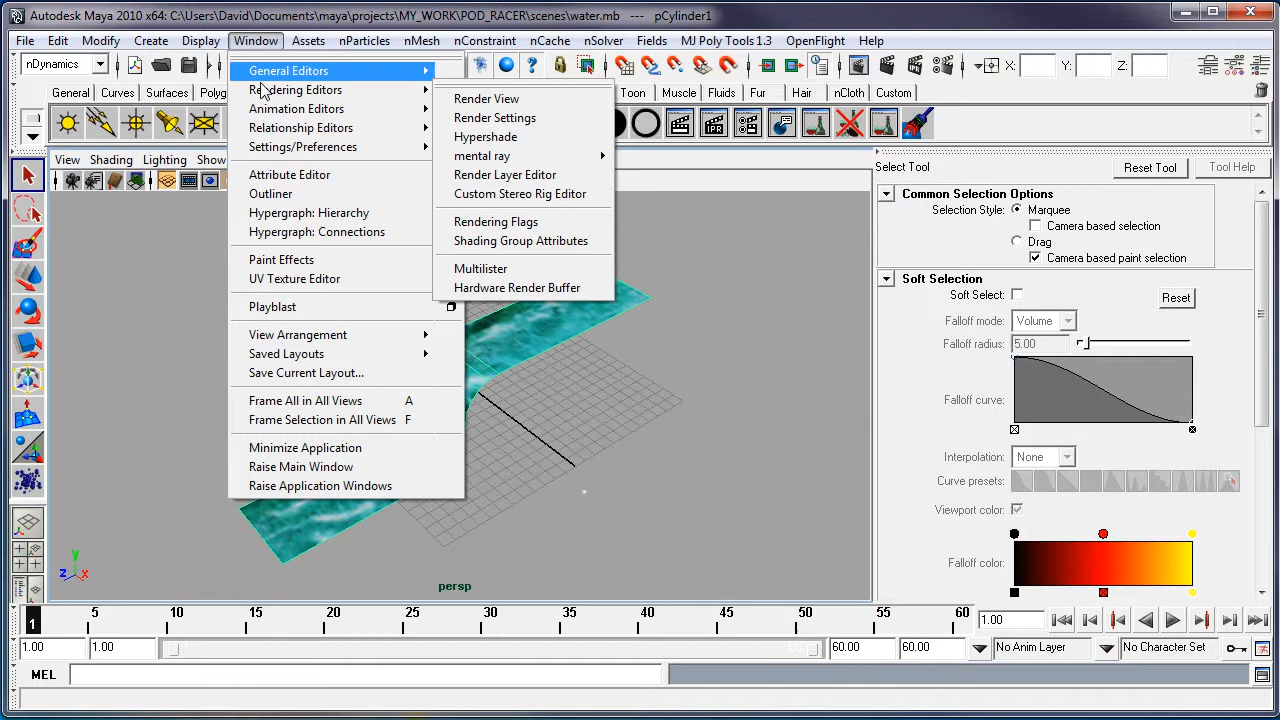 Autodesk Maya 2010 x64: C:\Users\David\Documents\maya\projects\MY_WORK\POD_RACER\scenes\water.mb --- pCylinder1
File Edit Modify Create Display Window Assets nParticles nMesh nConstraint nCache nSolver Fields MJ Poly Tools 1.3 OpenFlight Help
nDynamics X: Y: Z:
General Curves Surfaces Polyg Toon Muscle Fluids Fur Hair nCloth Custom
IPR
View Shading Lighting Show
General Editors
Rendering Editors
Animation Editors
Relationship Editors
Settings/Preferences
Attribute Editor
Outliner
Hypergraph: Hierarchy
Hypergraph: Connections
Paint Effects
UV Texture Editor
Playblast
View Arrangement
Saved Layouts
Save Current Layout...
Frame All in All Views A
Frame Selection in All Views F
Minimize Application
Raise Main Window
Raise Application Windows
Render View
Render Settings
Hypershade
mental ray
Render Layer Editor
Custom Stereo Rig Editor
Rendering Flags
Shading Group Attributes
Multilister
Hardware Render Buffer
Select Tool Reset Tool Tool Help
Common Selection Options
Selection Style: Marquee
Camera based selection
Drag
Camera based paint selection
Soft Selection
Soft Select: Reset
Falloff mode: Volume
Falloff radius: 5.00
Falloff curve:
Interpolation: None
Curve presets:
Viewport color:
Falloff color:
y
z x
persp
1 5 10 15 20 25 30 35 40 45 50 55 60 1.00
1.00 1.00 60.00 60.00 No Anim Layer No Character Set
MEL